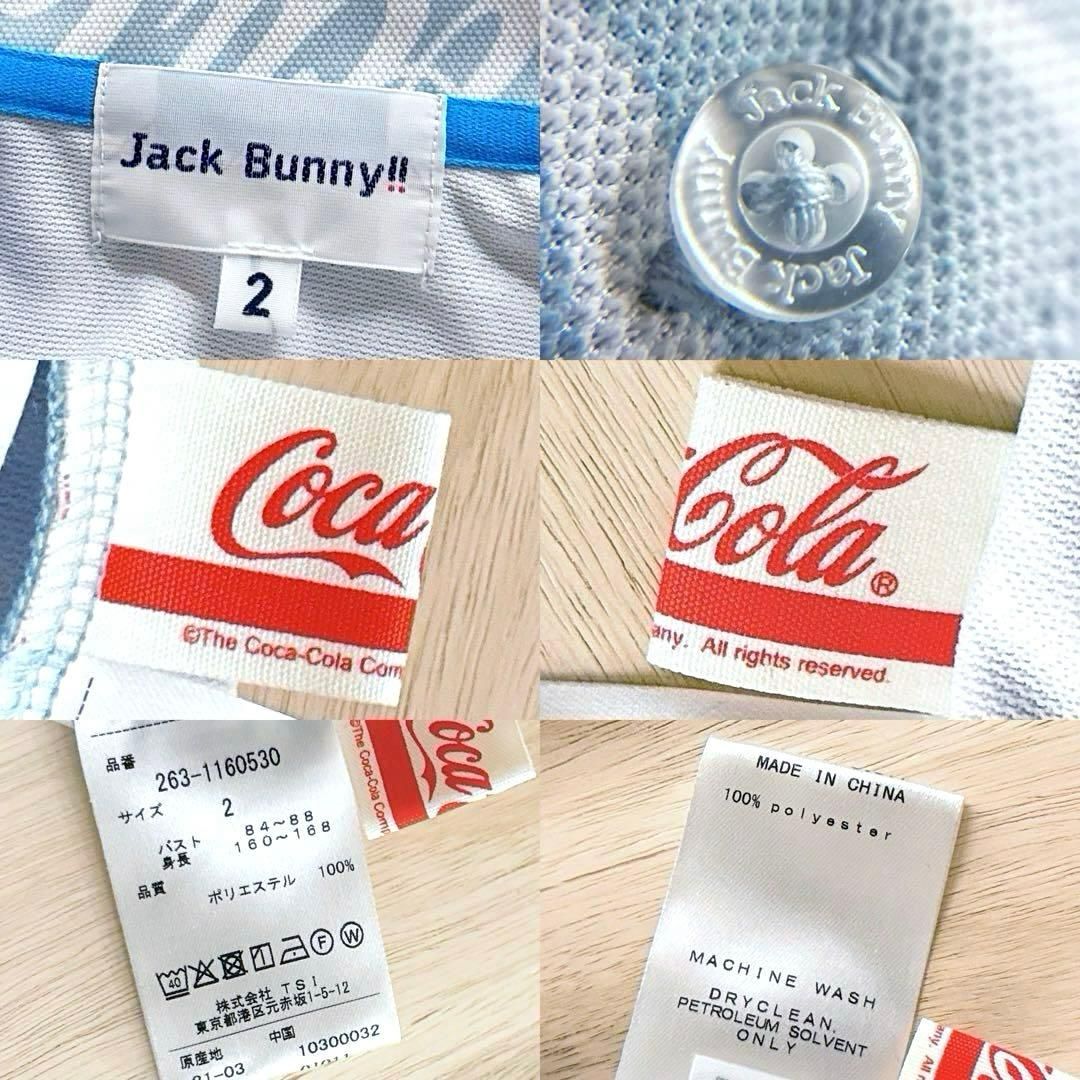 Jack Bunny!!
2
Jack Bunny
Jack Bunny
Coca
©The Coca-Cola Com
Cola®
any. All rights reserved.
品番
263-1160530
サイズ 2
バスト 84～88
身長 160～168
品質
ポリエステル 100%
40
F W
株式会社 TSI
東京都港区元赤坂1-5-12
原産地 中国
21-03 10300032
Coca
©The Coca-Cola Comp
MADE IN CHINA
100% polyester
MACHINE WASH
DRYCLEAN.
PETROLEUM SOLVENT
ONLY
any. All